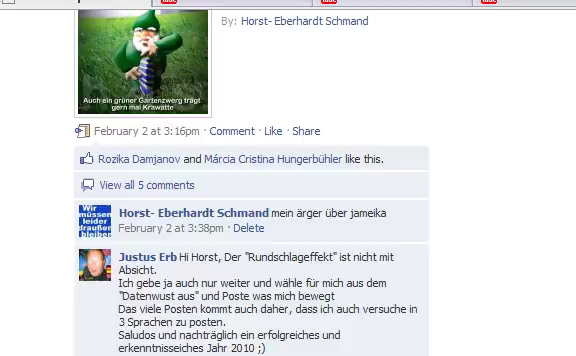 Tube
Tube
Tube
By: Horst- Eberhardt Schmand
Auch ein grüner Gartenzwerg trägt
gern mal Krawatte
February 2 at 3:16pm · Comment · Like · Share
Rozika Damjanov and Márcia Cristina Hungerbühler like this.
View all 5 comments
Wir
müssen
leider
draußen
bleiben
Horst- Eberhardt Schmand mein ärger über jameika
February 2 at 3:38pm · Delete
Justus Erb Hi Horst, Der "Rundschlageffekt" ist nicht mit
Absicht.
Ich gebe ja auch nur weiter und wähle für mich aus dem
"Datenwust aus" und Poste was mich bewegt
Das viele Posten kommt auch daher, dass ich auch versuche in
3 Sprachen zu posten.
Saludos und nachträglich ein erfolgreiches und
erkenntnisseiches Jahr 2010 ;)